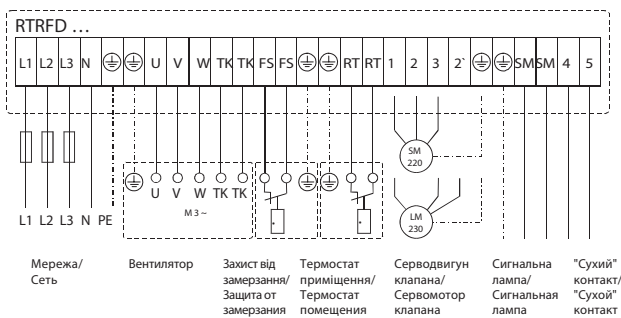 RTRFD ...
L1 L2 L3 N U V W TK TK FS FS RT RT 1 2 3 2` SM SM 4 5
SM
220
U V W TK TK
M 3 ~
LM
230
L1 L2 L3 N PE
Мережа/
Сеть
Вентилятор
Захист від
замерзання/
Защита от
замерзания
Термостат
приміщення/
Термостат
помещения
Серводвигун
клапана/
Сервомотор
клапана
Сигнальна
лампа/
Сигнальная
лампа
"Сухий"
контакт/
"Сухой"
контакт